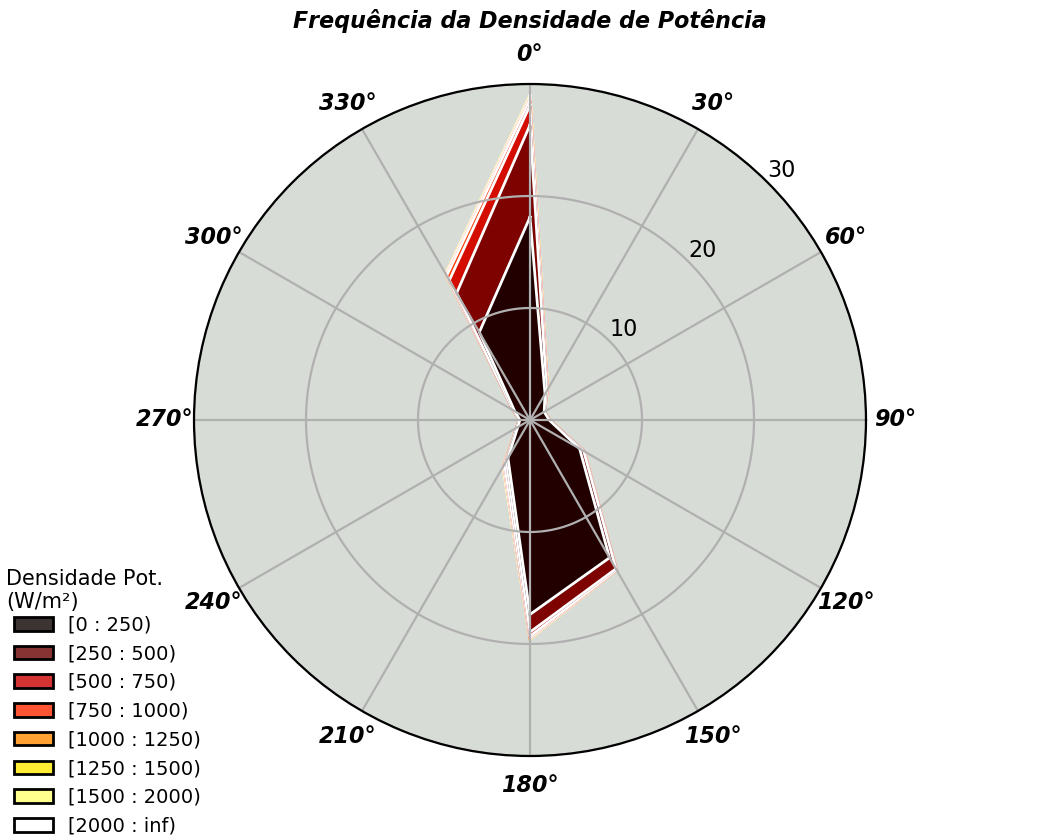 Frequência da Densidade de Potência
0°
330°
30°
30
300°
60°
20
10
270°
90°
240°
120°
210°
150°
180°
Densidade Pot.
(W/m²)
[0 : 250)
[250 : 500)
[500 : 750)
[750 : 1000)
[1000 : 1250)
[1250 : 1500)
[1500 : 2000)
[2000 : inf)